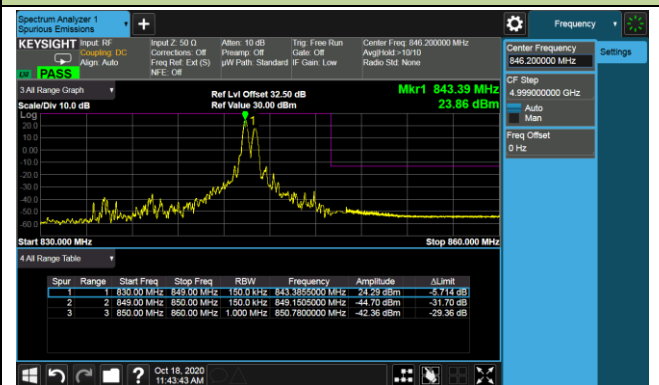 Spectrum Analyzer 1
Spurious Emissions
Frequency
KEYSIGHT
Input: RF
Coupling: DC
Align: Auto
Input Z: 50 Ω
Corrections: Off
Freq Ref: Ext (S)
NFE: Off
Atten: 10 dB
Preamp: Off
µW Path: Standard
Trig: Free Run
Gate: Off
IF Gain: Low
Center Freq: 846.200000 MHz
Avg|Hold:>10/10
Radio Std: None
LM PASS
Center Frequency
846.200000 MHz
Settings
CF Step
4.999000000 GHz
Auto
Man
Freq Offset
0 Hz
3 All Range Graph
Scale/Div 10.0 dB
Ref Lvl Offset 32.50 dB
Ref Value 30.00 dBm
Mkr1 843.39 MHz
23.86 dBm
Log
20.0
10.0
0.00
-10.0
-20.0
-30.0
-40.0
-50.0
-60.0
1
Start 830.000 MHz
Stop 860.000 MHz
4 All Range Table
Spur Range Start Freq Stop Freq RBW Frequency Amplitude ΔLimit
1 1 830.00 MHz 849.00 MHz 150.0 kHz 843.3855000 MHz 24.29 dBm -5.714 dB
2 2 849.00 MHz 850.00 MHz 150.0 kHz 849.1505000 MHz -44.70 dBm -31.70 dB
3 3 850.00 MHz 860.00 MHz 1.000 MHz 850.7800000 MHz -42.36 dBm -29.36 dB
Oct 18, 2020
11:43:43 AM